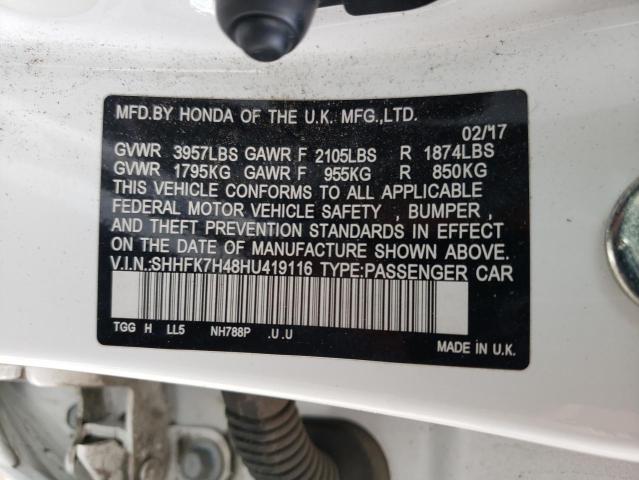 MFD.BY HONDA OF THE U.K. MFG.,LTD.
02/17
GVWR 3957LBS GAWR F 2105LBS R 1874LBS
GVWR 1795KG GAWR F 955KG R 850KG
THIS VEHICLE CONFORMS TO ALL APPLICABLE
FEDERAL MOTOR VEHICLE SAFETY , BUMPER ,
AND THEFT PREVENTION STANDARDS IN EFFECT
ON THE DATE OF MANUFACTURE SHOWN ABOVE.
V.I.N.:SHHFK7H48HU419116 TYPE:PASSENGER CAR
TGG H LL5 NH788P .U.U
MADE IN U.K.